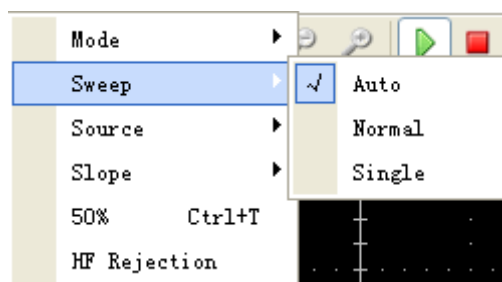 Mode
Sweep
Auto
Source
Normal
Slope
Single
50% Ctrl+T
HF Rejection